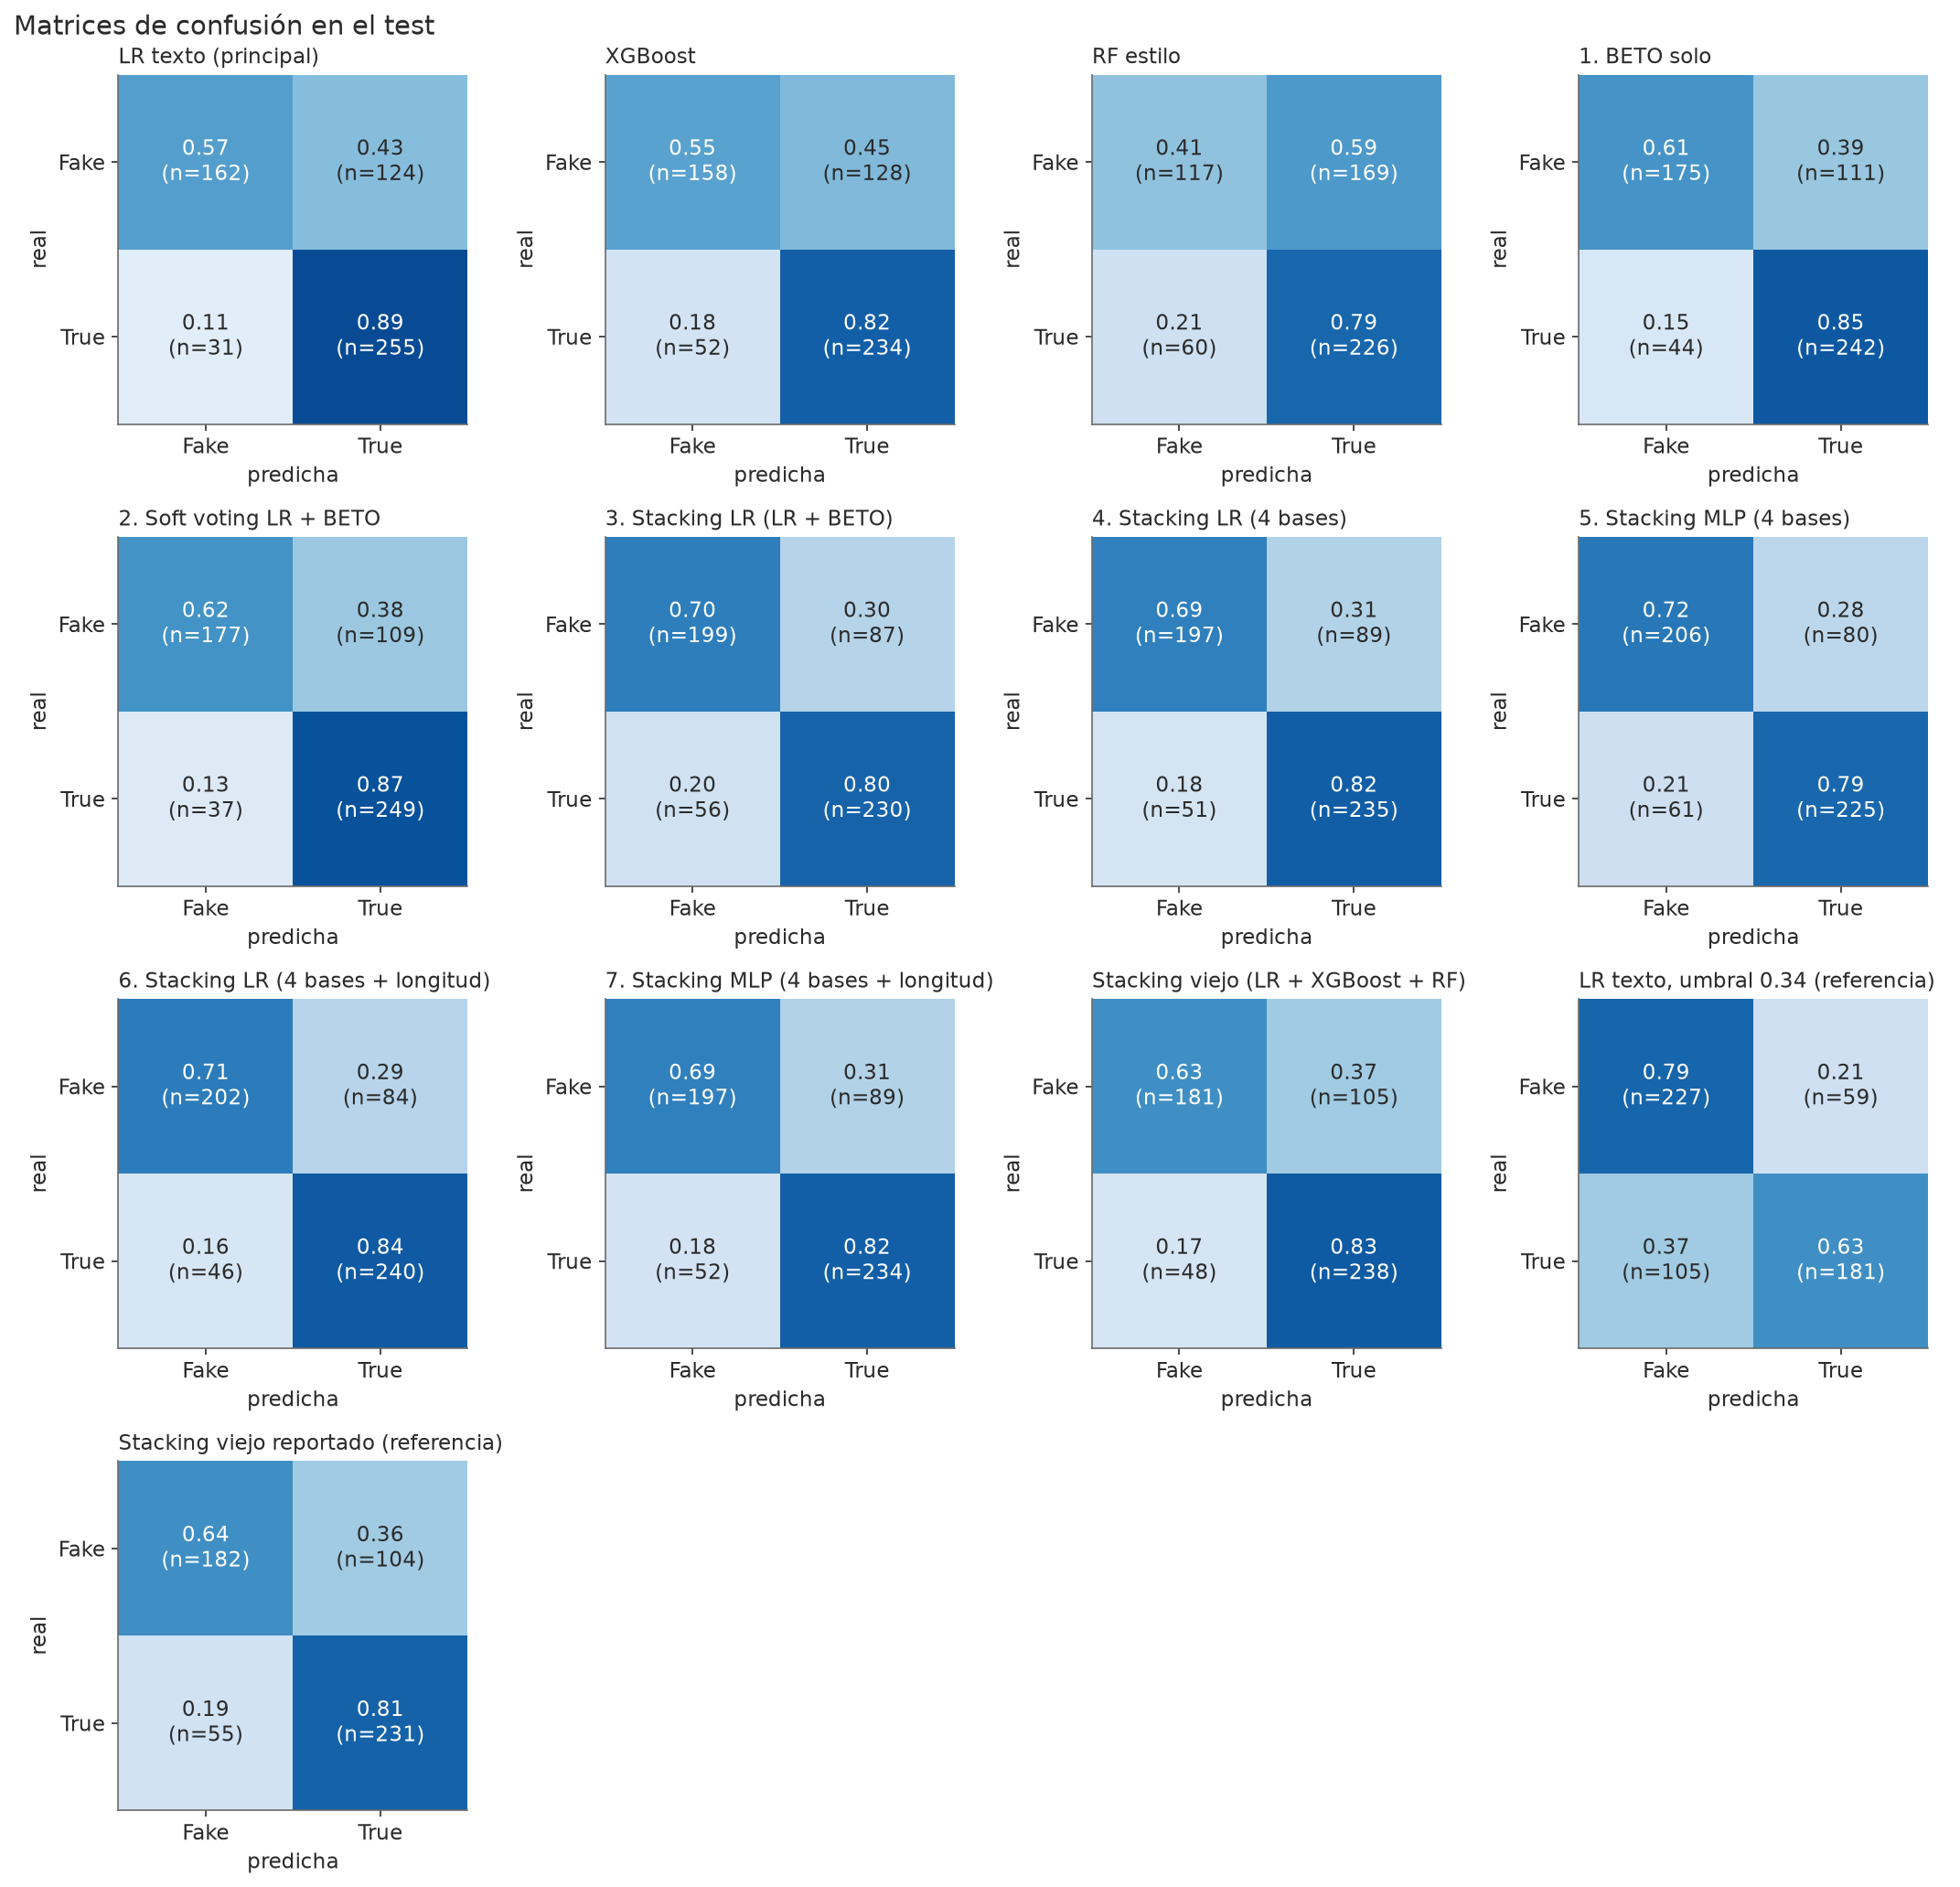 Matrices de confusión en el test
LR texto (principal)
Fake
0.57
(n=162)
0.43
(n=124)
True
0.11
(n=31)
0.89
(n=255)
real
Fake
True
predicha
XGBoost
Fake
0.55
(n=158)
0.45
(n=128)
True
0.18
(n=52)
0.82
(n=234)
real
Fake
True
predicha
RF estilo
Fake
0.41
(n=117)
0.59
(n=169)
True
0.21
(n=60)
0.79
(n=226)
real
Fake
True
predicha
1. BETO solo
Fake
0.61
(n=175)
0.39
(n=111)
True
0.15
(n=44)
0.85
(n=242)
real
Fake
True
predicha
2. Soft voting LR + BETO
Fake
0.62
(n=177)
0.38
(n=109)
True
0.13
(n=37)
0.87
(n=249)
real
Fake
True
predicha
3. Stacking LR (LR + BETO)
Fake
0.70
(n=199)
0.30
(n=87)
True
0.20
(n=56)
0.80
(n=230)
real
Fake
True
predicha
4. Stacking LR (4 bases)
Fake
0.69
(n=197)
0.31
(n=89)
True
0.18
(n=51)
0.82
(n=235)
real
Fake
True
predicha
5. Stacking MLP (4 bases)
Fake
0.72
(n=206)
0.28
(n=80)
True
0.21
(n=61)
0.79
(n=225)
real
Fake
True
predicha
6. Stacking LR (4 bases + longitud)
Fake
0.71
(n=202)
0.29
(n=84)
True
0.16
(n=46)
0.84
(n=240)
real
Fake
True
predicha
7. Stacking MLP (4 bases + longitud)
Fake
0.69
(n=197)
0.31
(n=89)
True
0.18
(n=52)
0.82
(n=234)
real
Fake
True
predicha
Stacking viejo (LR + XGBoost + RF)
Fake
0.63
(n=181)
0.37
(n=105)
True
0.17
(n=48)
0.83
(n=238)
real
Fake
True
predicha
LR texto, umbral 0.34 (referencia)
Fake
0.79
(n=227)
0.21
(n=59)
True
0.37
(n=105)
0.63
(n=181)
real
Fake
True
predicha
Stacking viejo reportado (referencia)
Fake
0.64
(n=182)
0.36
(n=104)
True
0.19
(n=55)
0.81
(n=231)
real
Fake
True
predicha